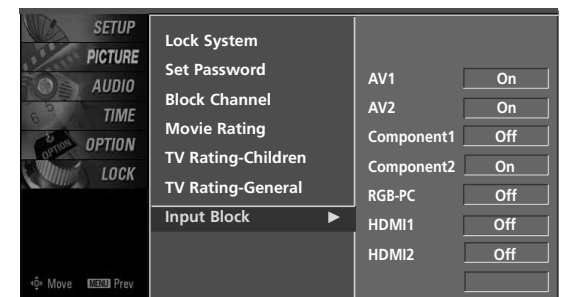 SETUP
PICTURE
AUDIO
TIME
OPTION
LOCK
Move MENU Prev
Lock System
Set Password
Block Channel
Movie Rating
TV Rating-Children
TV Rating-General
Input Block ▶
AV1 On
AV2 On
Component1 Off
Component2 On
RGB-PC Off
HDMI1 Off
HDMI2 Off